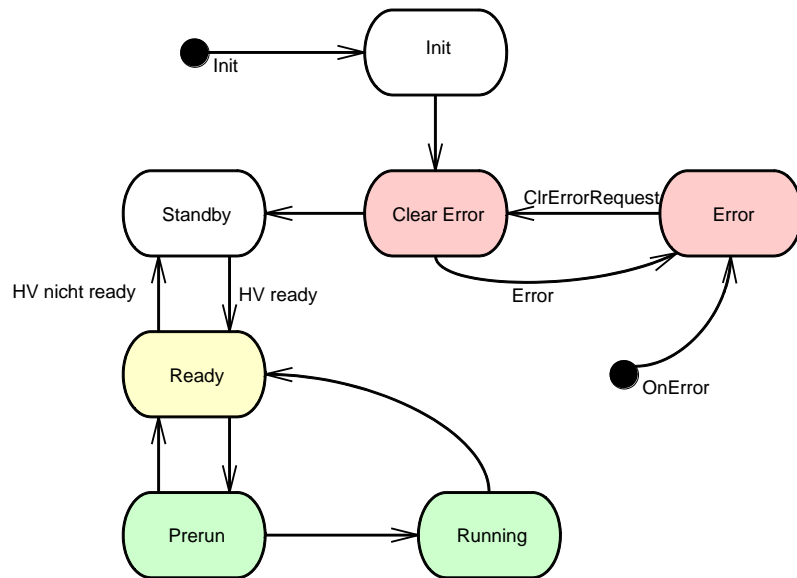 Init
Init
Standby
Clear Error
ClrErrorRequest
Error
HV nicht ready
HV ready
Error
Ready
OnError
Prerun
Running